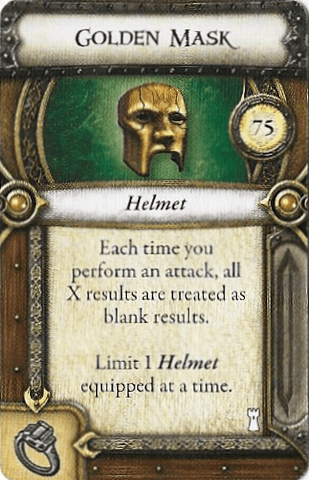 Golden Mask
75
Helmet
Each time you
perform an attack, all
X results are treated as
blank results.
Limit 1 Helmet
equipped at a time.